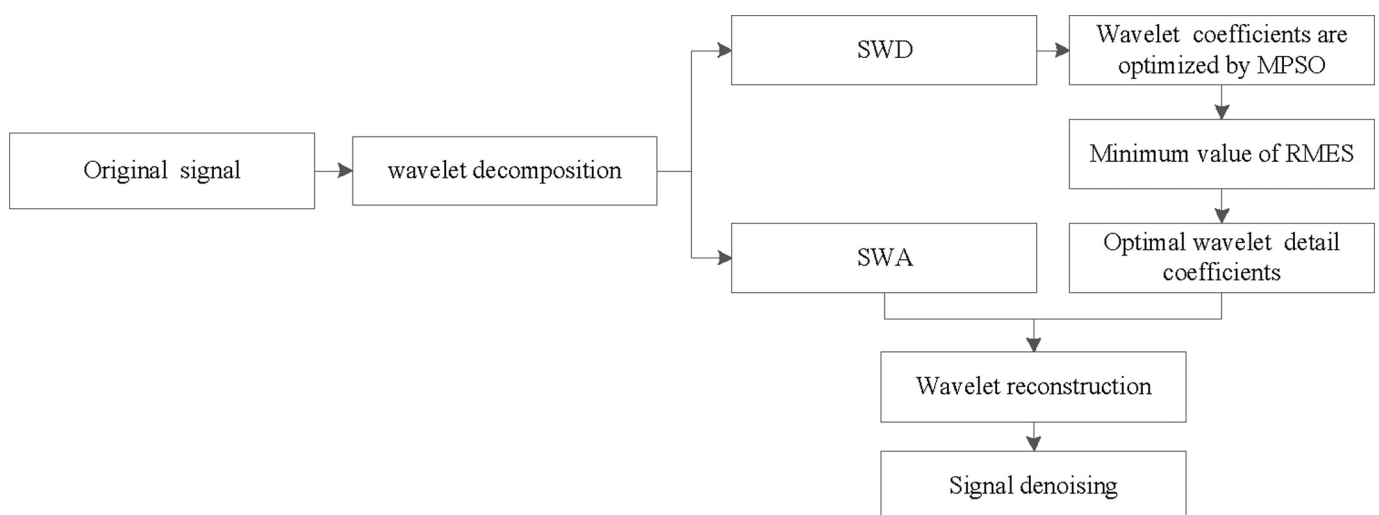 Original signal
wavelet decomposition
SWD
Wavelet coefficients are
optimized by MPSO
Minimum value of RMES
SWA
Optimal wavelet detail
coefficients
Wavelet reconstruction
Signal denoising